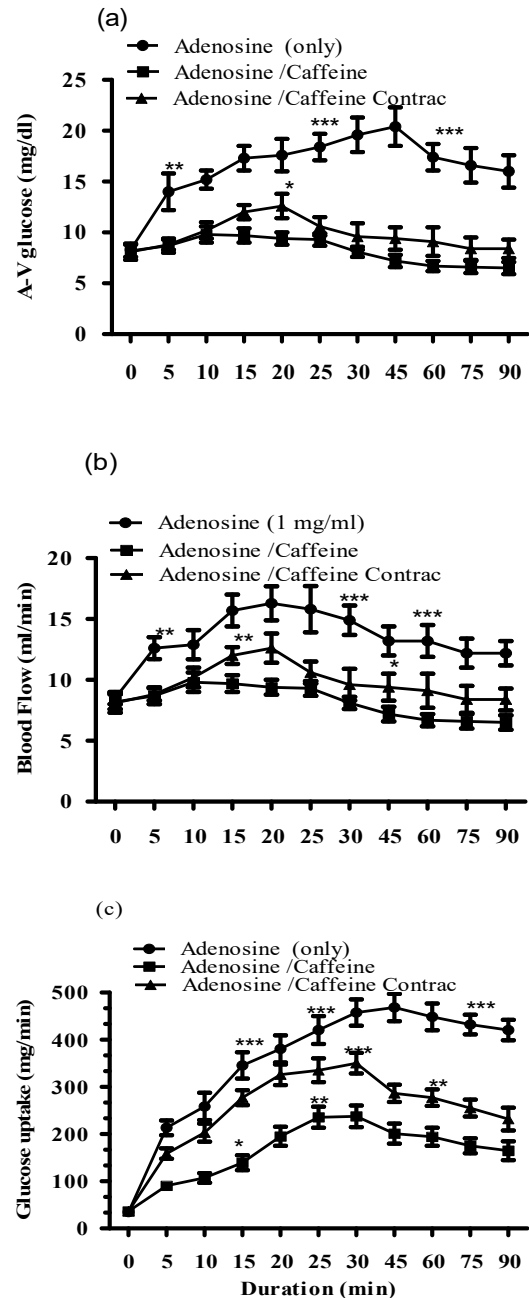 (a)
Adenosine (only)
Adenosine /Caffeine
Adenosine /Caffeine Contrac
A-V glucose (mg/dl)
25
20
15
10
5
0
**
***
***
*
0 5 10 15 20 25 30 45 60 75 90
(b)
Adenosine (1 mg/ml)
Adenosine /Caffeine
Adenosine /Caffeine Contrac
Blood Flow (ml/min)
20
15
10
5
0
**
**
***
***
*
0 5 10 15 20 25 30 45 60 75 90
(c)
Adenosine (only)
Adenosine /Caffeine
Adenosine /Caffeine Contrac
Glucose uptake (mg/min)
500
400
300
200
100
0
***
***
***
***
**
**
*
0 5 10 15 20 25 30 45 60 75 90
Duration (min)